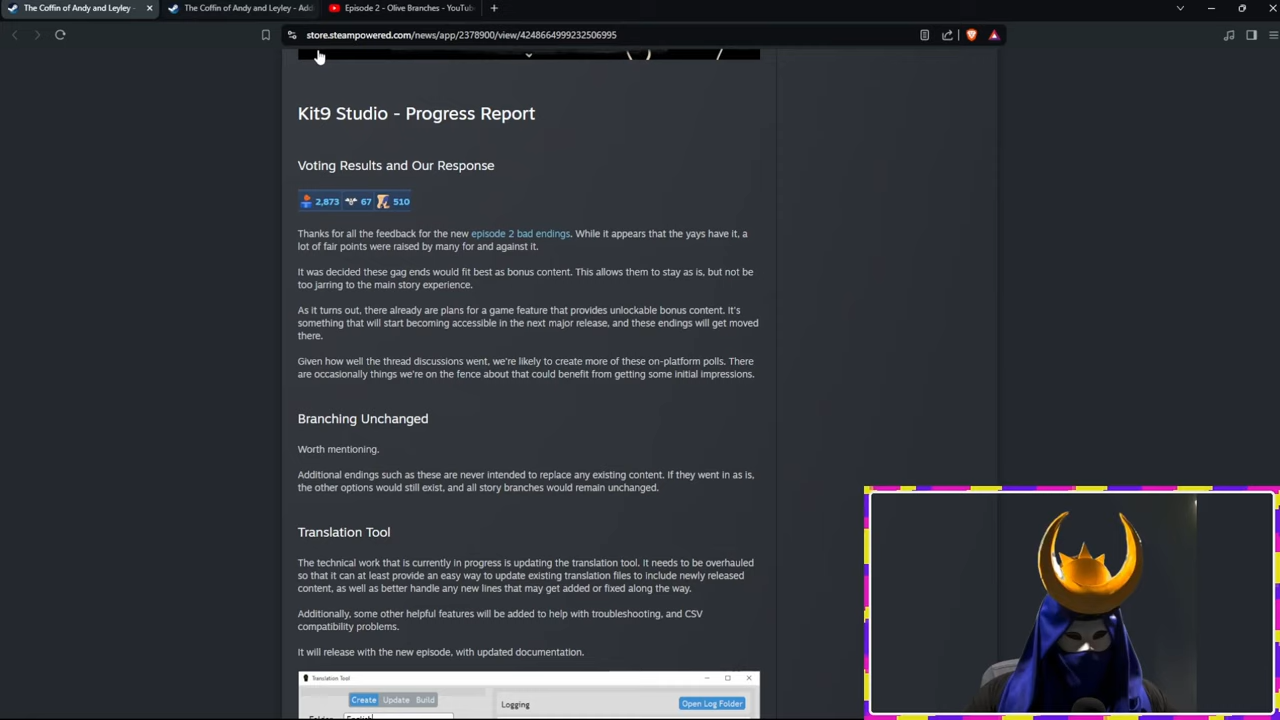 The Coffin of Andy and Leyley -
The Coffin of Andy and Leyley - Add
Episode 2 - Olive Branches - YouTub
store.steampowered.com/news/app/2378900/view/4248664999232506995
Kit9 Studio - Progress Report
Voting Results and Our Response
2,873 67 510
Thanks for all the feedback for the new episode 2 bad endings. While it appears that the yays have it, a
lot of fair points were raised by many for and against it.
It was decided these gag ends would fit best as bonus content. This allows them to stay as is, but not be
too jarring to the main story experience.
As it turns out, there already are plans for a game feature that provides unlockable bonus content. It's
something that will start becoming accessible in the next major release, and these endings will get moved
there.
Given how well the thread discussions went, we're likely to create more of these on-platform polls. There
are occasionally things we're on the fence about that could benefit from getting some initial impressions.
Branching Unchanged
Worth mentioning.
Additional endings such as these are never intended to replace any existing content. If they went in as is,
the other options would still exist, and all story branches would remain unchanged.
Translation Tool
The technical work that is currently in progress is updating the translation tool. It needs to be overhauled
so that it can at least provide an easy way to update existing translation files to include newly released
content, as well as better handle any new lines that may get added or fixed along the way.
Additionally, some other helpful features will be added to help with troubleshooting, and CSV
compatibility problems.
It will release with the new episode, with updated documentation.
Translation Tool
Create Update Build
Logging
Open Log Folder